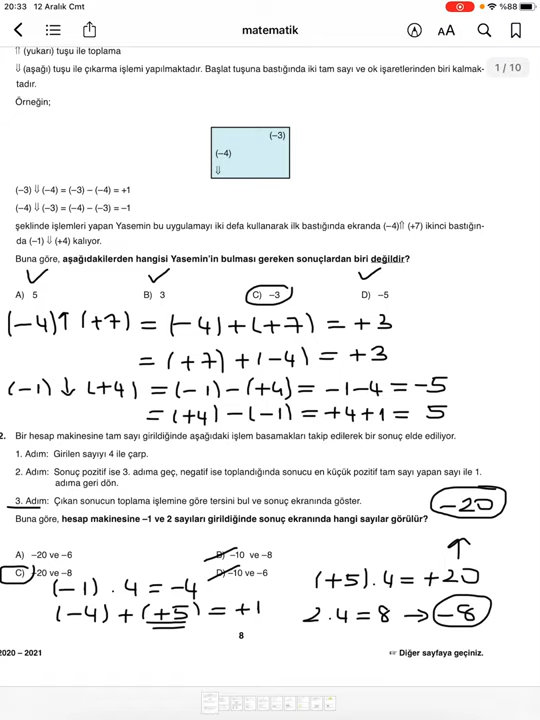 20:33 12 Aralık Cmt %88
matematik
AA
⇑ (yukarı) tuşu ile toplama
1 / 10
⇓ (aşağı) tuşu ile çıkarma işlemi yapılmaktadır. Başlat tuşuna bastığında iki tam sayı ve ok işaretlerinden biri kalmak-
tadır.
Örneğin;
(–3)
(–4)
⇓
(–3) ⇓ (–4) = (–3) – (–4) = +1
(–4) ⇓ (–3) = (–4) – (–3) = –1
şeklinde işlemleri yapan Yasemin bu uygulamayı iki defa kullanarak ilk bastığında ekranda (–4)⇑ (+7) ikinci bastığın-
da (–1) ⇓ (+4) kalıyor.
Buna göre, aşağıdakilerden hangisi Yasemin'in bulması gereken sonuçlardan biri değildir?
A) 5 B) 3 C) –3 D) –5
(-4)↑(+7) = (-4)+(+7) = +3
= (+7)+(-4) = +3
(-1)↓(+4) = (-1)-(+4) = -1-4 = -5
= (+4)-(-1) = +4+1 = 5
2. Bir hesap makinesine tam sayı girildiğinde aşağıdaki işlem basamakları takip edilerek bir sonuç elde ediliyor.
1. Adım: Girilen sayıyı 4 ile çarp.
2. Adım: Sonuç pozitif ise 3. adıma geç, negatif ise toplandığında sonucu en küçük pozitif tam sayı yapan sayı ile 1.
adıma geri dön.
3. Adım: Çıkan sonucun toplama işlemine göre tersini bul ve sonuç ekranında göster.
-20
Buna göre, hesap makinesine –1 ve 2 sayıları girildiğinde sonuç ekranında hangi sayılar görülür?
A) –20 ve –6 B) –10 ve –8
C) –20 ve –8 D) –10 ve –6
(-1) . 4 = -4 (+5) . 4 = +20
(-4) + (+5) = +1 2 . 4 = 8 → -8
8
2020 – 2021 ☞ Diğer sayfaya geçiniz.